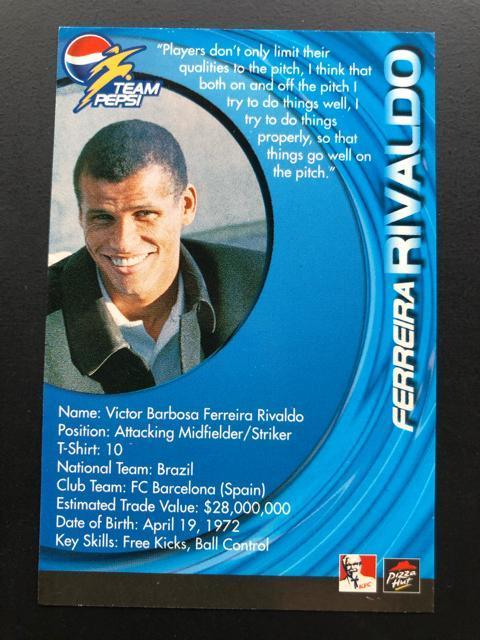 TEAM
PEPSI
“Players don’t only limit their
qualities to the pitch, I think that
both on and off the pitch I
try to do things well, I
try to do things
properly, so that
things go well on
the pitch.”
FERREIRA RIVALDO
Name: Victor Barbosa Ferreira Rivaldo
Position: Attacking Midfielder/Striker
T-Shirt: 10
National Team: Brazil
Club Team: FC Barcelona (Spain)
Estimated Trade Value: $28,000,000
Date of Birth: April 19, 1972
Key Skills: Free Kicks, Ball Control
KFC
Pizza
Hut